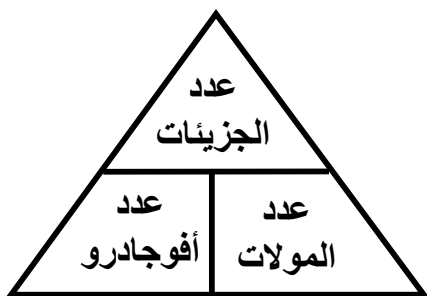 عدد
الجزيئات
عدد
المولات
عدد
أفوجادرو